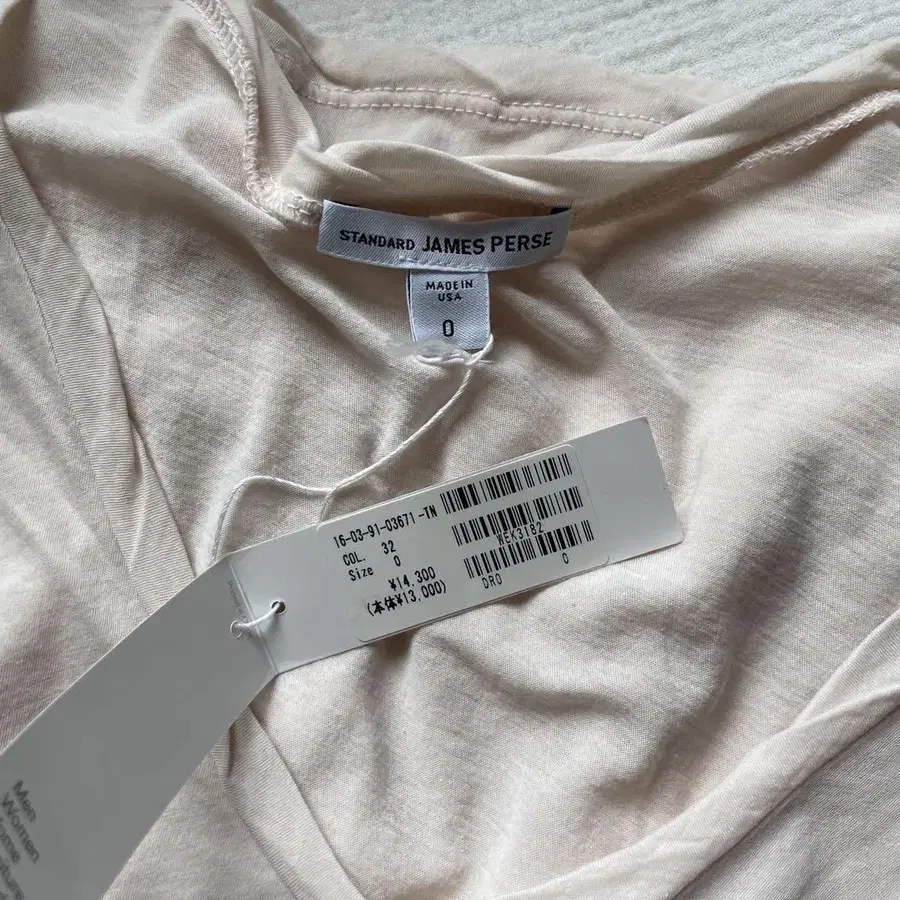 STANDARD JAMES PERSE
MADE IN
USA
0
16-03-91-03671-TN
COL. 32
Size 0
¥14,300
(本体¥13,000)
WEK3182
DRO 0
Men
Women